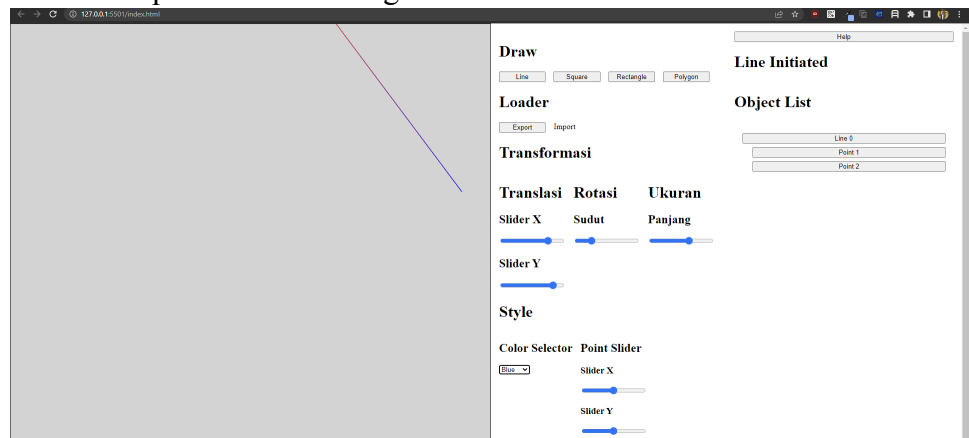 127.0.0.1:5501/index.html
Draw
Line Square Rectangle Polygon
Loader
Export Import
Transformasi
Translasi Rotasi Ukuran
Slider X Sudut Panjang
Slider Y
Style
Color Selector Point Slider
Blue Slider X
Slider Y
Help
Line Initiated
Object List
Line 0
Point 1
Point 2